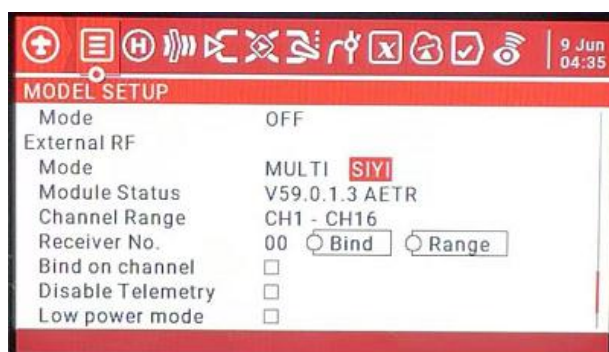 9 Jun
04:35
MODEL SETUP
Mode OFF
External RF
Mode MULTI SIYI
Module Status V59.0.1.3 AETR
Channel Range CH1 - CH16
Receiver No. 00 Bind Range
Bind on channel
Disable Telemetry
Low power mode